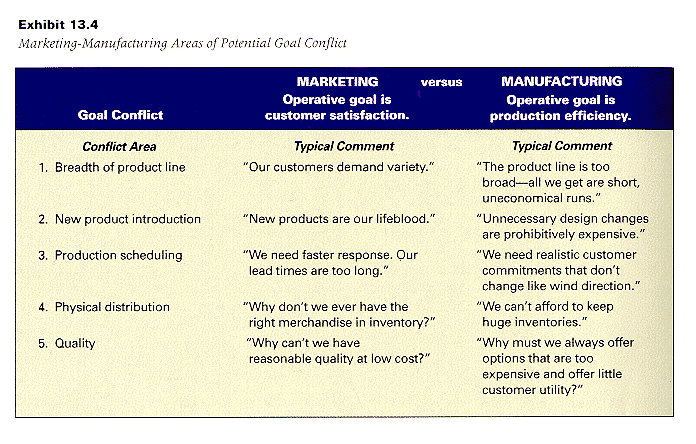 Exhibit 13.4
Marketing-Manufacturing Areas of Potential Goal Conflict
MARKETING versus MANUFACTURING
Operative goal is Operative goal is
Goal Conflict customer satisfaction. production efficiency.
Conflict Area Typical Comment Typical Comment
1. Breadth of product line "Our customers demand variety." "The product line is too
broad—all we get are short,
uneconomical runs."
2. New product introduction "New products are our lifeblood." "Unnecessary design changes
are prohibitively expensive."
3. Production scheduling "We need faster response. Our "We need realistic customer
lead times are too long." commitments that don't
change like wind direction."
4. Physical distribution "Why don't we ever have the "We can't afford to keep
right merchandise in inventory?" huge inventories."
5. Quality "Why can't we have "Why must we always offer
reasonable quality at low cost?" options that are too
expensive and offer little
customer utility?"